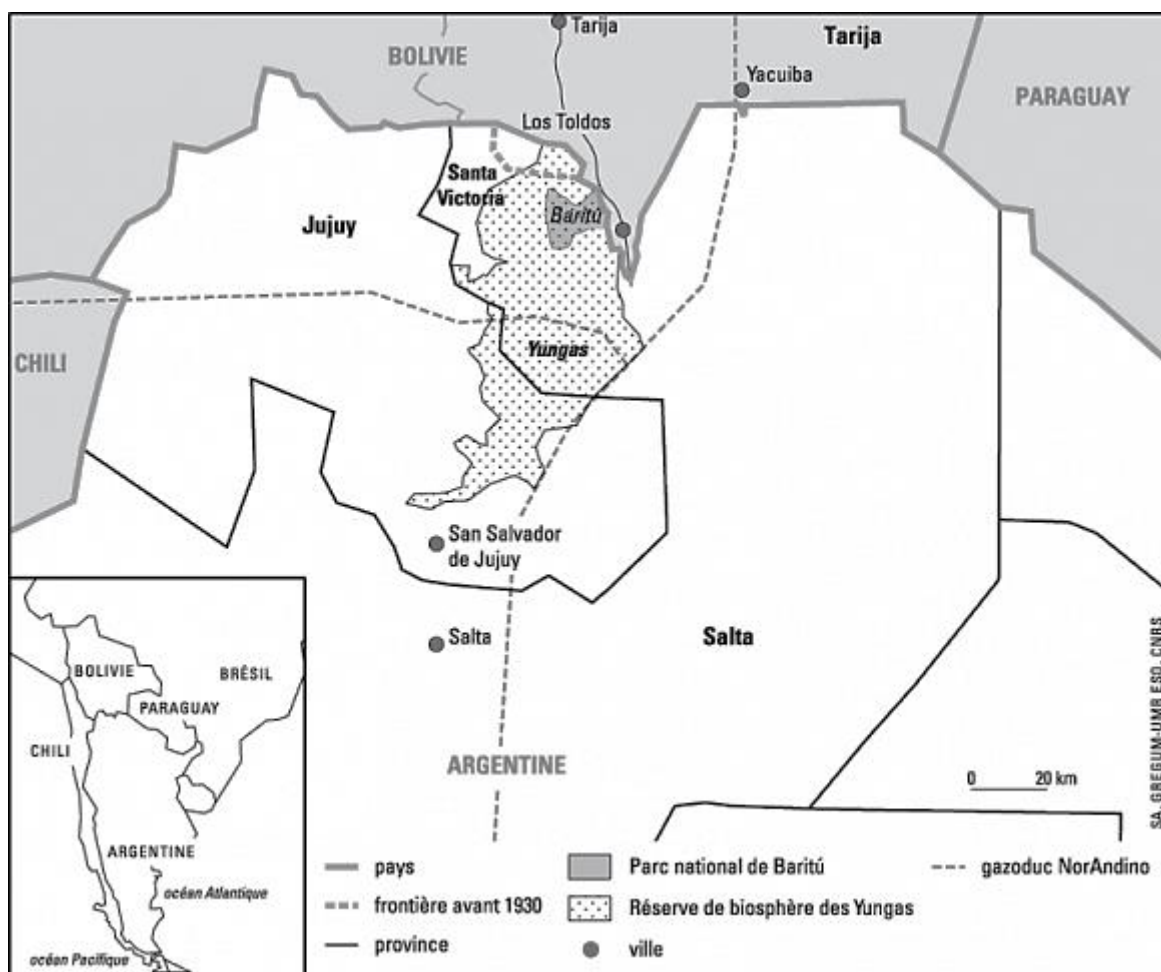 Tarija
Tarija
BOLIVIE
Yacuiba
PARAGUAY
Los Toldos
Santa
Victoria
Baritú
Jujuy
CHILI
Yungas
San Salvador
de Jujuy
Salta
Salta
ARGENTINE
0 20 km
SA. GREGUM-UMR ESO, CNRS
BOLIVIE
BRÉSIL
PARAGUAY
CHILI
ARGENTINE
océan Atlantique
océan Pacifique
pays
frontière avant 1930
province
Parc national de Baritú
Réserve de biosphère des Yungas
ville
gazoduc NorAndino